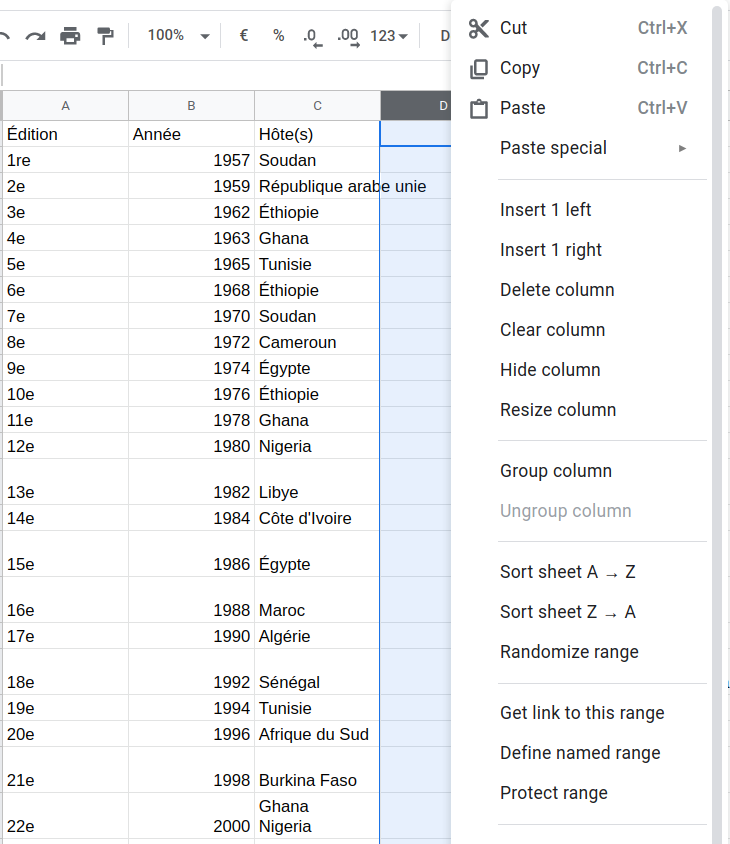 100% € % .0 .00 123 D
A B C D
Édition Année Hôte(s)
1re 1957 Soudan
2e 1959 République arabe unie
3e 1962 Éthiopie
4e 1963 Ghana
5e 1965 Tunisie
6e 1968 Éthiopie
7e 1970 Soudan
8e 1972 Cameroun
9e 1974 Égypte
10e 1976 Éthiopie
11e 1978 Ghana
12e 1980 Nigeria
13e 1982 Libye
14e 1984 Côte d'Ivoire
15e 1986 Égypte
16e 1988 Maroc
17e 1990 Algérie
18e 1992 Sénégal
19e 1994 Tunisie
20e 1996 Afrique du Sud
21e 1998 Burkina Faso
Ghana
22e 2000 Nigeria
Cut Ctrl+X
Copy Ctrl+C
Paste Ctrl+V
Paste special ►
Insert 1 left
Insert 1 right
Delete column
Clear column
Hide column
Resize column
Group column
Ungroup column
Sort sheet A → Z
Sort sheet Z → A
Randomize range
Get link to this range
Define named range
Protect range